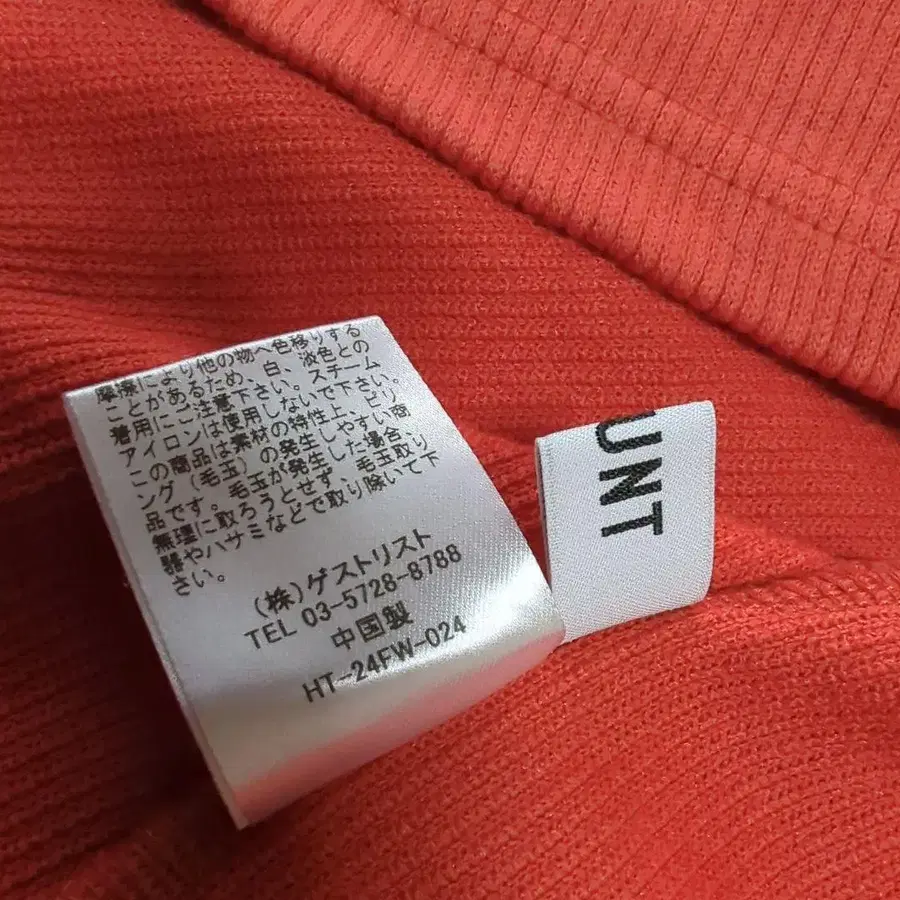 摩擦により他の物へ色移りする
ことがあるため、白、淡色との
着用にご注意下さい。スチーム
アイロンは使用しないで下さい。
この商品は素材の特性上、ピリ
ング（毛玉）の発生しやすい商
品です。毛玉が発生した場合、
無理に取ろうとせず、毛玉取り
器やハサミなどで取り除いて下
さい。
（株）ゲストリスト
TEL 03-5728-8788
中国製
HT-24FW-024
UNT